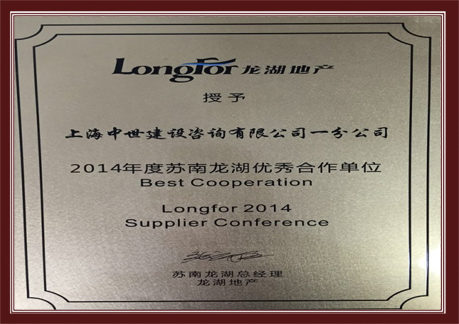 Longfor 龙湖地产
授予
上海中世建设咨询有限公司一分公司
2014年度苏南龙湖优秀合作单位
Best Cooperation
Longfor 2014
Supplier Conference
苏南龙湖总经理
龙湖地产